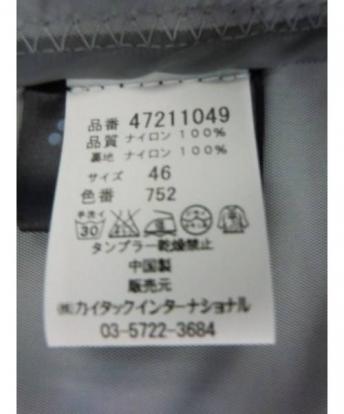 品番 47211049
品質 ナイロン 100%
裏地 ナイロン 100%
サイズ 46
色番 752
手洗イ
30
タンブラー乾燥禁止
中国製
販売元
㈱カイタックインターナショナル
03-5722-3684